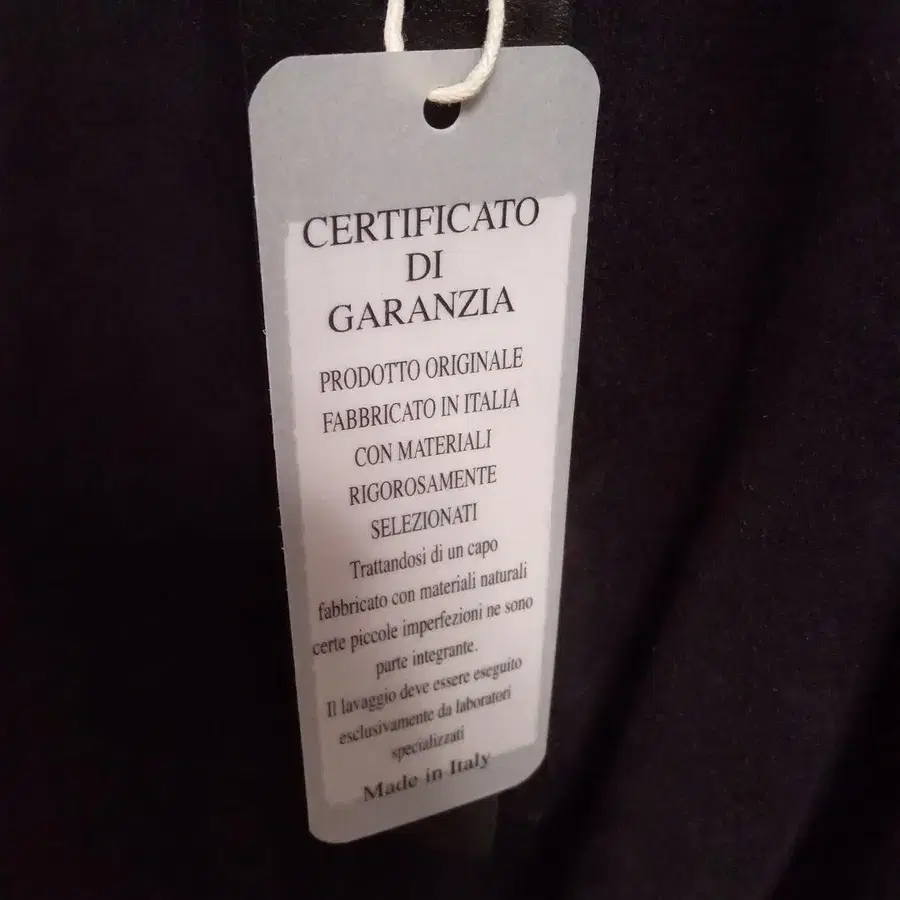 CERTIFICATO
DI
GARANZIA
PRODOTTO ORIGINALE
FABBRICATO IN ITALIA
CON MATERIALI
RIGOROSAMENTE
SELEZIONATI
Trattandosi di un capo
fabbricato con materiali naturali
certe piccole imperfezioni ne sono
parte integrante.
Il lavaggio deve essere eseguito
esclusivamente da laboratori
specializzati
Made in Italy